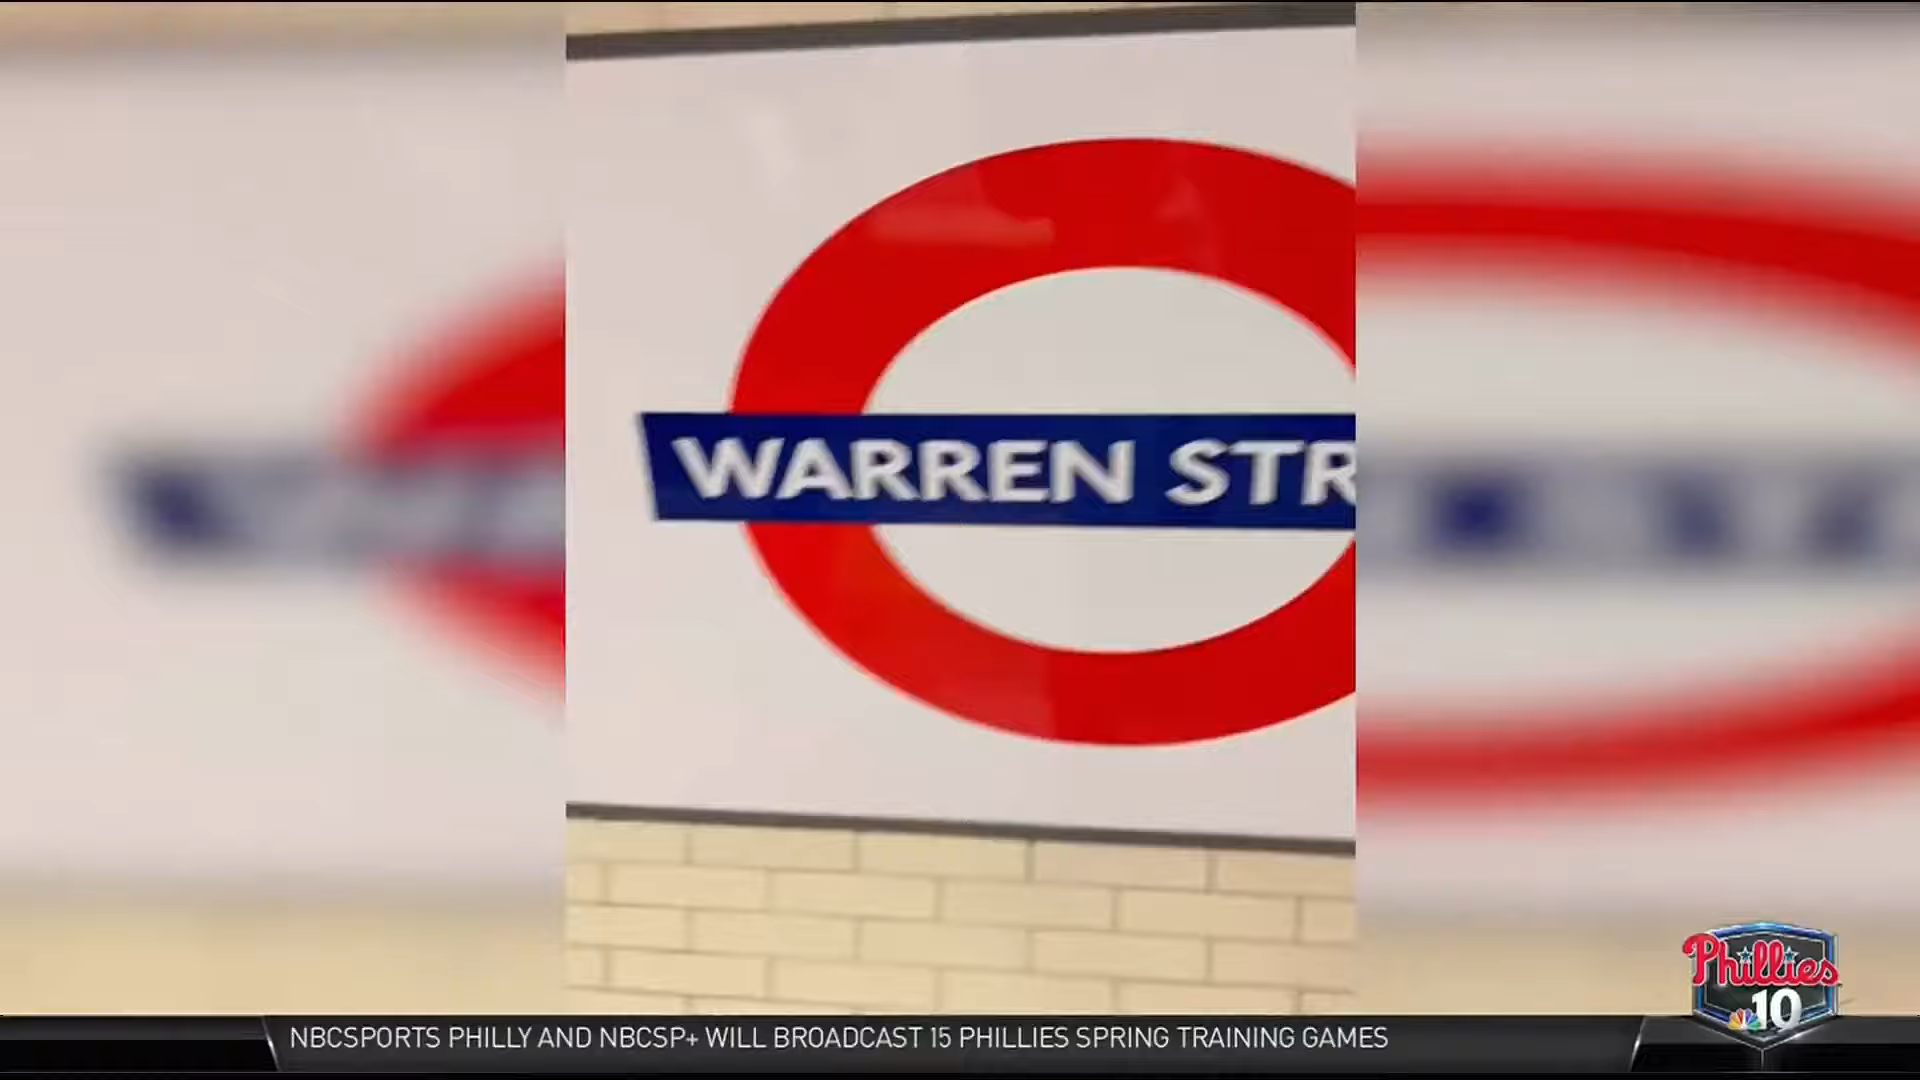 WARREN STR
Phillies
10
NBCSPORTS PHILLY AND NBCSP+ WILL BROADCAST 15 PHILLIES SPRING TRAINING GAMES